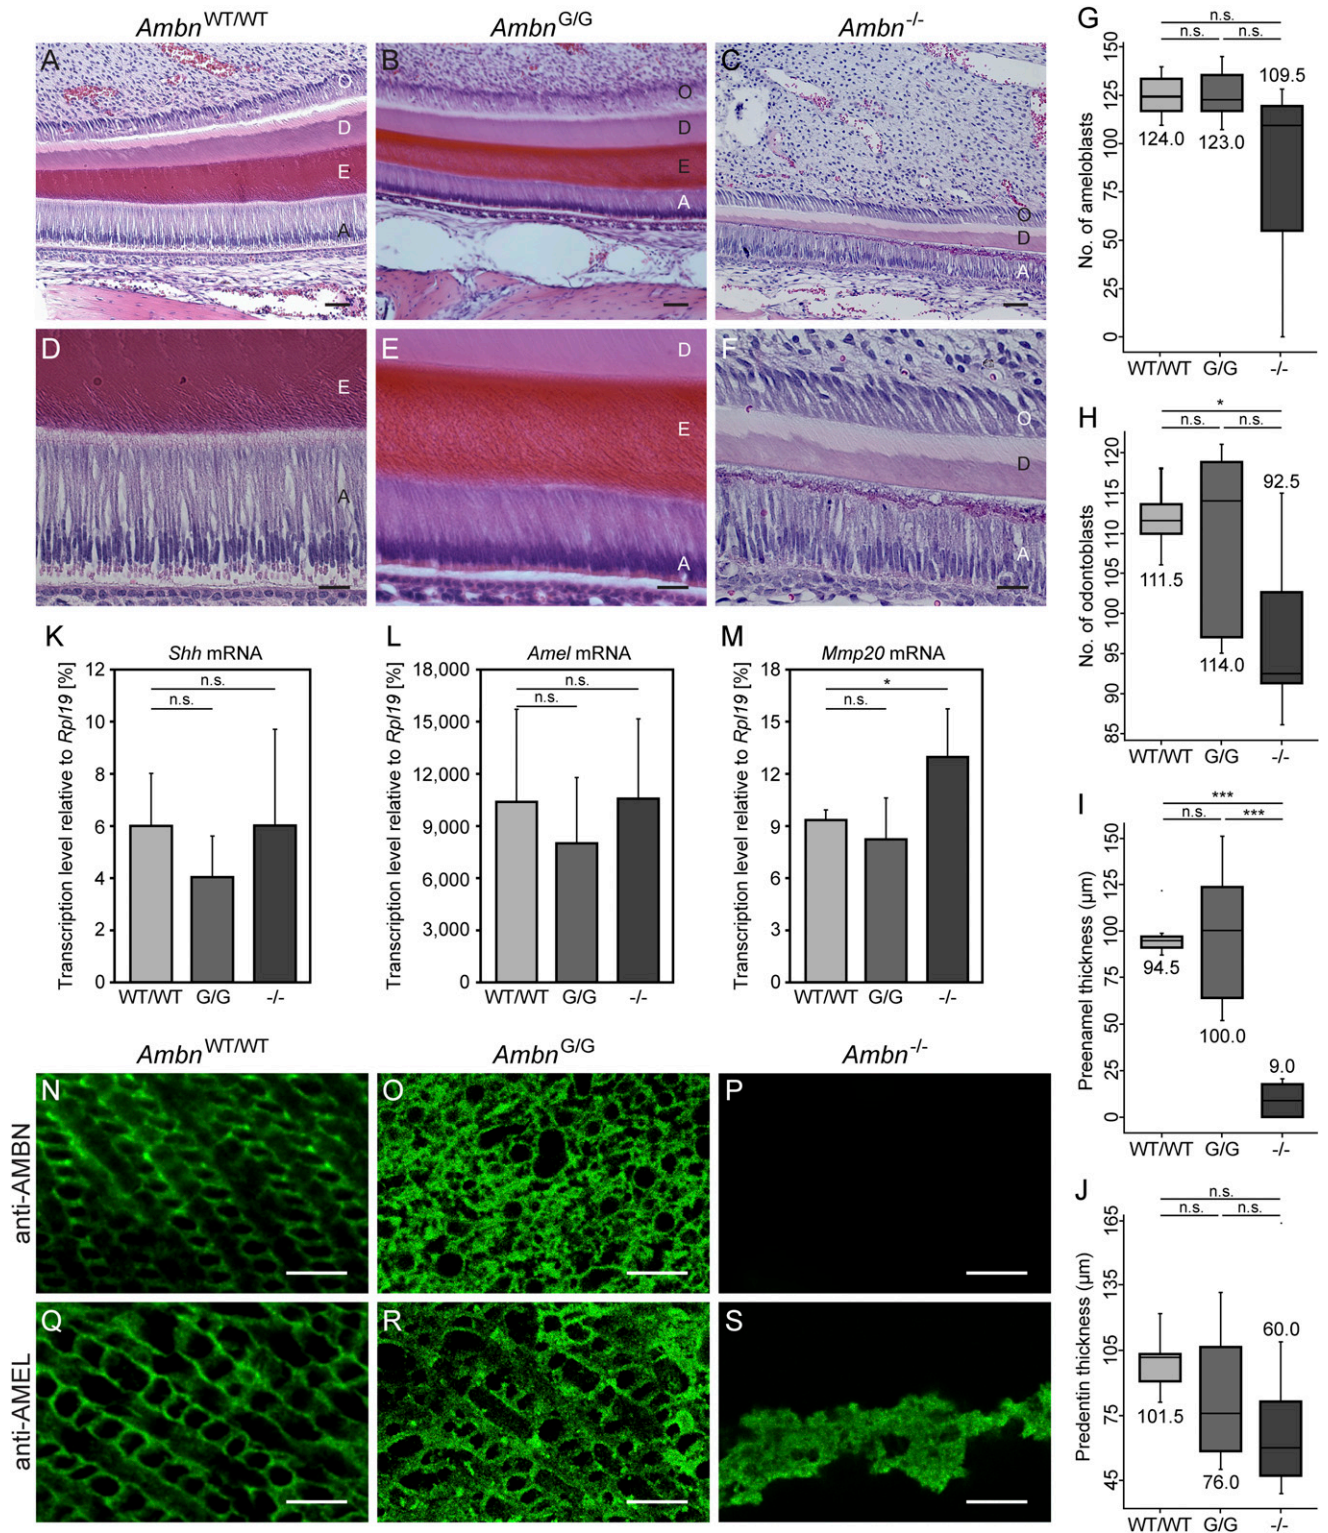 Ambn WT/WT
Ambn G/G
Ambn -/-
A
O
D
E
A
B
O
D
E
A
C
O
D
A
D
E
A
E
D
E
A
F
O
D
A
G
n.s.
n.s.
n.s.
No. of ameloblasts
150
125
100
75
50
25
0
124.0
123.0
109.5
WT/WT
G/G
-/-
H
*
n.s.
n.s.
No. of odontoblasts
120
115
110
105
100
95
90
85
111.5
114.0
92.5
WT/WT
G/G
-/-
I
***
n.s.
***
Preenamel thickness (µm)
150
125
100
75
50
25
0
94.5
100.0
9.0
WT/WT
G/G
-/-
J
n.s.
n.s.
n.s.
Predentin thickness (µm)
165
135
105
75
45
101.5
76.0
60.0
WT/WT
G/G
-/-
K
Shh mRNA
Transcription level relative to Rpl19 [%]
12
10
8
6
4
2
0
n.s.
n.s.
WT/WT
G/G
-/-
L
Amel mRNA
Transcription level relative to Rpl19 [%]
18,000
15,000
12,000
9,000
6,000
3,000
0
n.s.
n.s.
WT/WT
G/G
-/-
M
Mmp20 mRNA
Transcription level relative to Rpl19 [%]
18
15
12
9
6
3
0
*
n.s.
WT/WT
G/G
-/-
Ambn WT/WT
Ambn G/G
Ambn -/-
anti-AMBN
N
O
P
anti-AMEL
Q
R
S